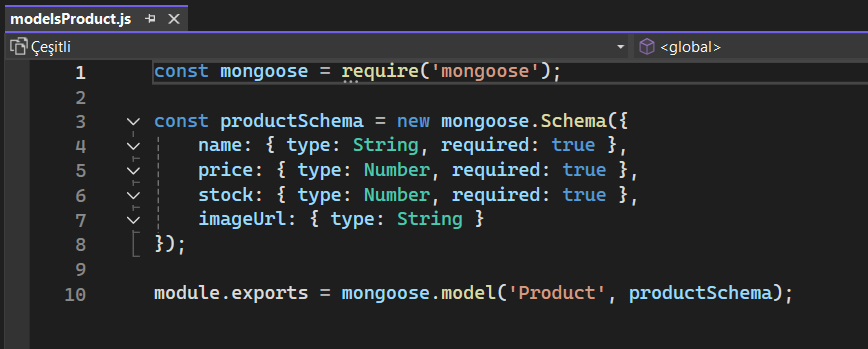 modelsProduct.js
Çeşitli <global>
1 const mongoose = require('mongoose');
2
3 const productSchema = new mongoose.Schema({
4 name: { type: String, required: true },
5 price: { type: Number, required: true },
6 stock: { type: Number, required: true },
7 imageUrl: { type: String }
8 });
9
10 module.exports = mongoose.model('Product', productSchema);